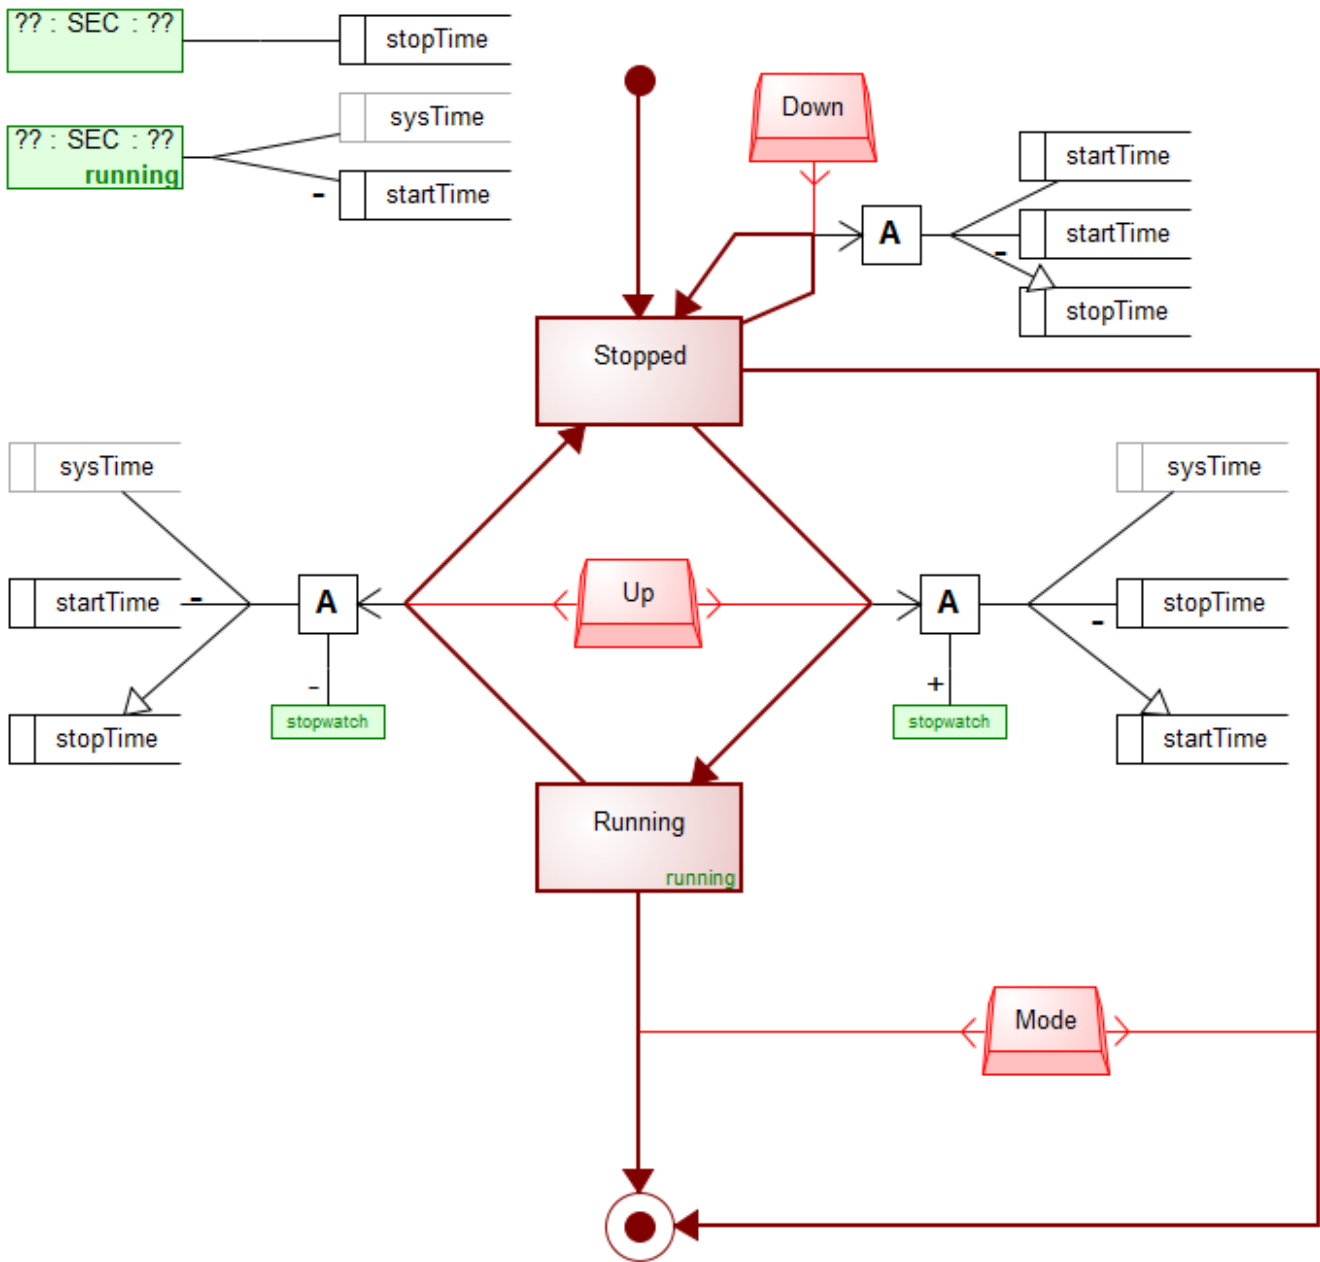 ?? : SEC : ??
stopTime
sysTime
?? : SEC : ??
running
-
startTime
Down
A
startTime
startTime
-
stopTime
Stopped
sysTime
sysTime
startTime
-
A
Up
A
-
stopTime
-
stopwatch
+
stopwatch
stopTime
startTime
Running
running
Mode